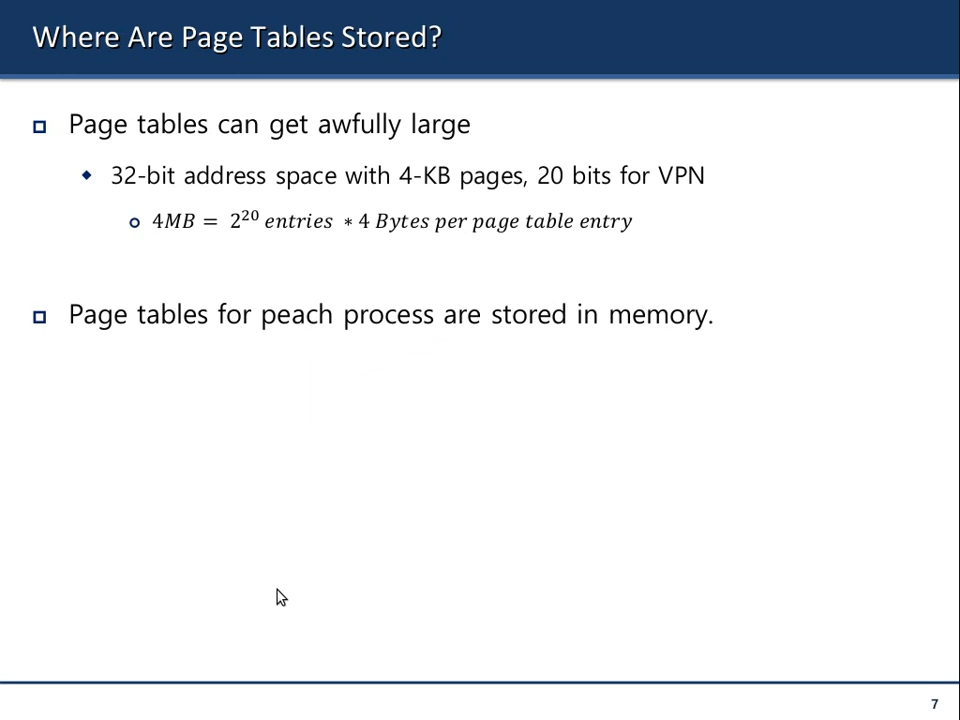 Where Are Page Tables Stored?
Page tables can get awfully large
32-bit address space with 4-KB pages, 20 bits for VPN
4MB = 2²⁰ entries * 4 Bytes per page table entry
Page tables for peach process are stored in memory.
7